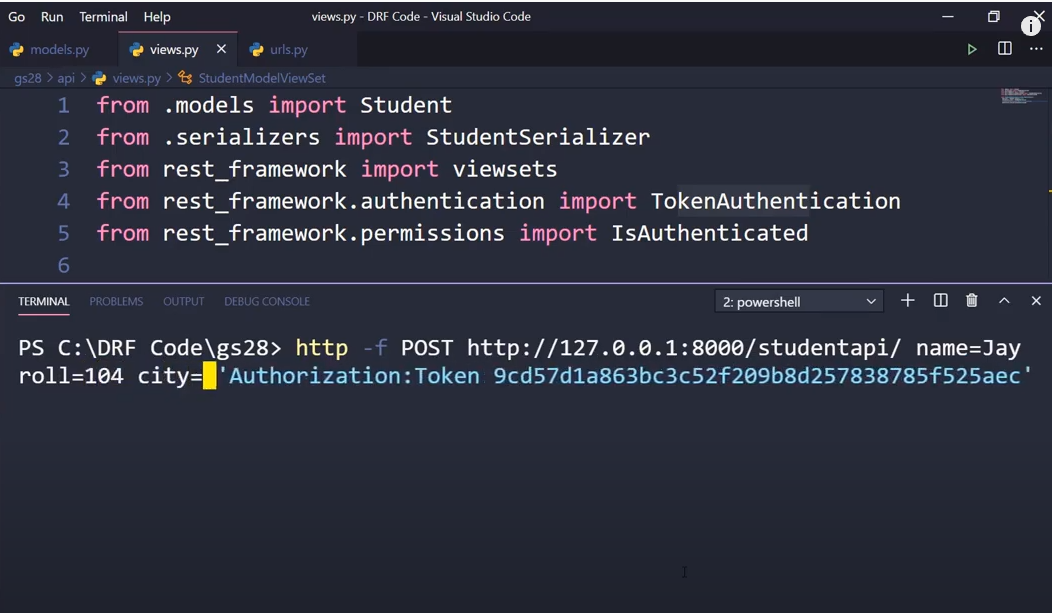 Go Run Terminal Help views.py - DRF Code - Visual Studio Code
models.py views.py urls.py
gs28 > api > views.py > StudentModelViewSet
1 from .models import Student
2 from .serializers import StudentSerializer
3 from rest_framework import viewsets
4 from rest_framework.authentication import TokenAuthentication
5 from rest_framework.permissions import IsAuthenticated
6
TERMINAL PROBLEMS OUTPUT DEBUG CONSOLE 2: powershell
PS C:\DRF Code\gs28> http -f POST http://127.0.0.1:8000/studentapi/ name=Jay
roll=104 city= 'Authorization:Token 9cd57d1a863bc3c52f209b8d257838785f525aec'